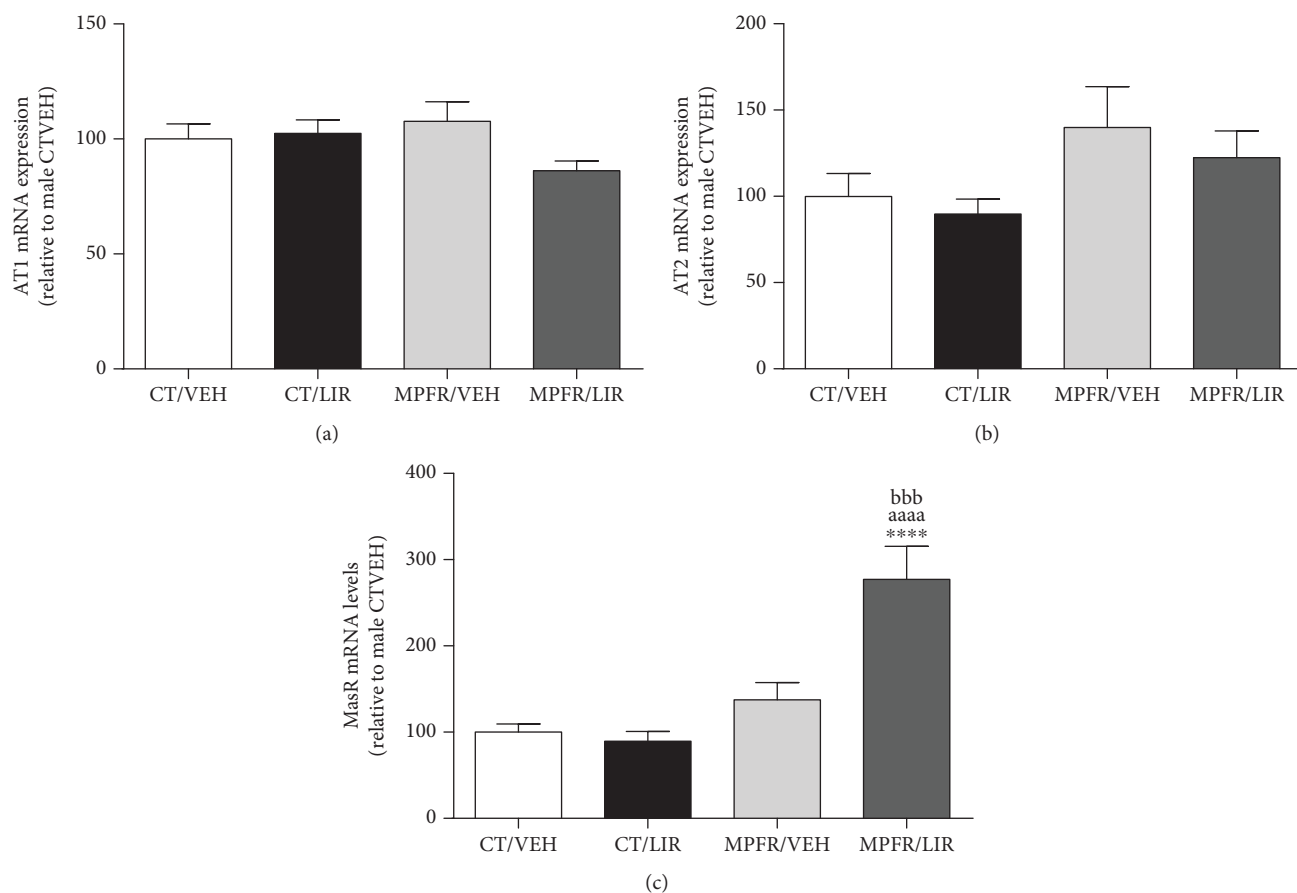 150
100
50
0
AT1 mRNA expression
(relative to male CTVEH)
CT/VEH CT/LIR MPFR/VEH MPFR/LIR
(a)
200
150
100
50
0
AT2 mRNA expression
(relative to male CTVEH)
CT/VEH CT/LIR MPFR/VEH MPFR/LIR
(b)
400
300
200
100
0
MasR mRNA levels
(relative to male CTVEH)
bbb
aaaa
****
CT/VEH CT/LIR MPFR/VEH MPFR/LIR
(c)